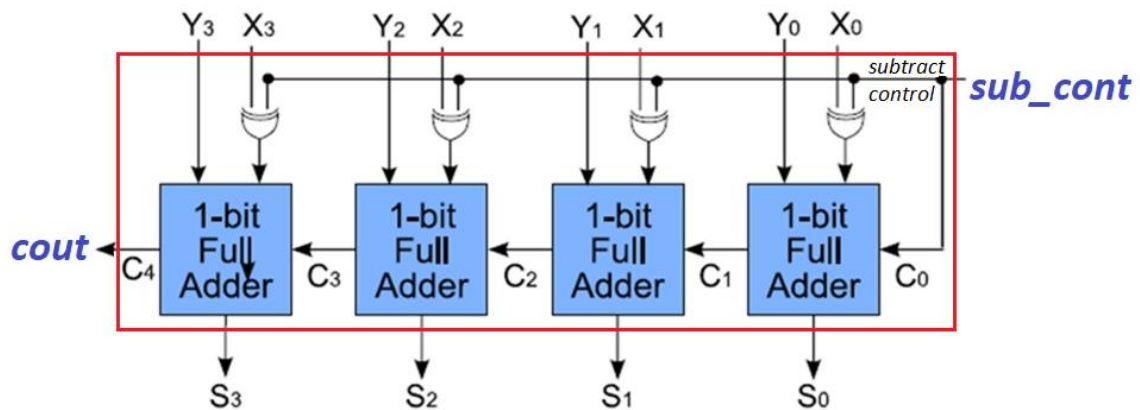 Y3 X3 Y2 X2 Y1 X1 Y0 X0
subtract
control
sub_cont
1-bit
Full
Adder
1-bit
Full
Adder
1-bit
Full
Adder
1-bit
Full
Adder
cout
C4 C3 C2 C1 C0
S3 S2 S1 S0